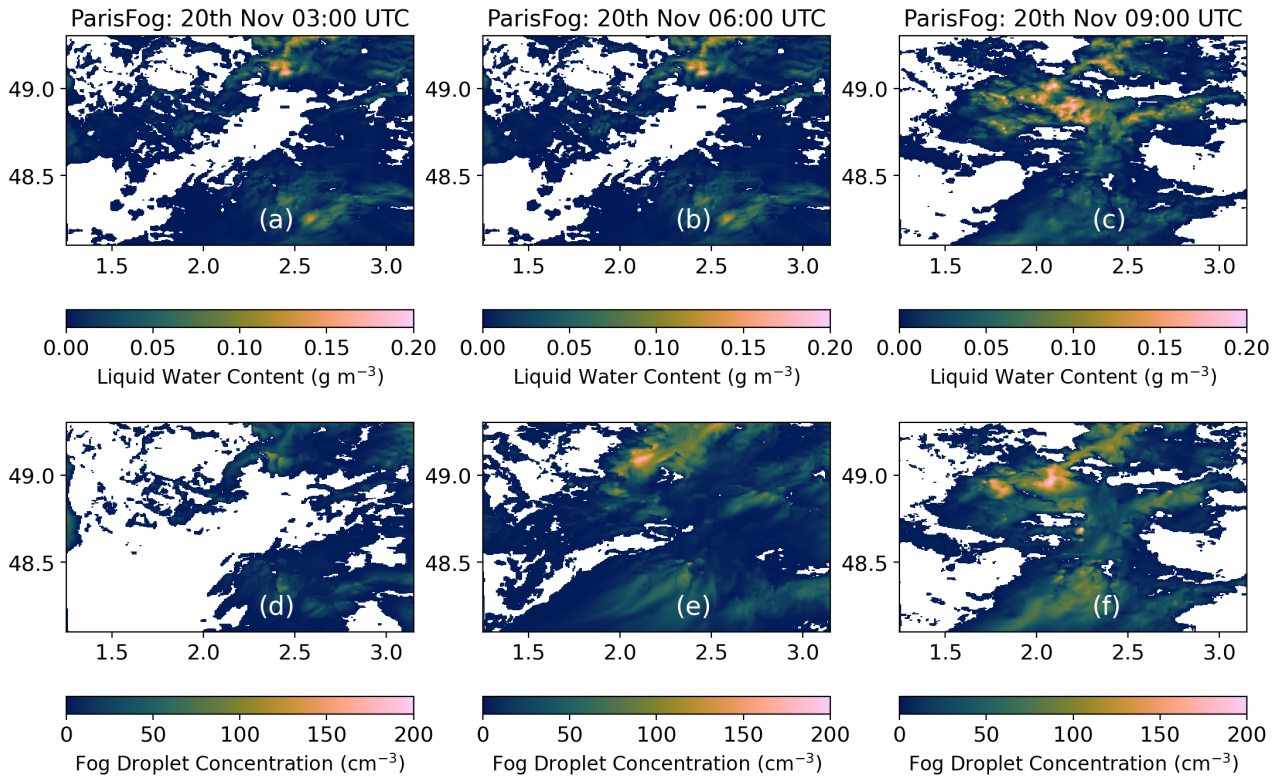 ParisFog: 20th Nov 03:00 UTC
ParisFog: 20th Nov 06:00 UTC
ParisFog: 20th Nov 09:00 UTC
49.0
48.5
(a)
1.5 2.0 2.5 3.0
49.0
48.5
(b)
1.5 2.0 2.5 3.0
49.0
48.5
(c)
1.5 2.0 2.5 3.0
0.00 0.05 0.10 0.15 0.20
Liquid Water Content (g m⁻³)
0.00 0.05 0.10 0.15 0.20
Liquid Water Content (g m⁻³)
0.00 0.05 0.10 0.15 0.20
Liquid Water Content (g m⁻³)
49.0
48.5
(d)
1.5 2.0 2.5 3.0
49.0
48.5
(e)
1.5 2.0 2.5 3.0
49.0
48.5
(f)
1.5 2.0 2.5 3.0
0 50 100 150 200
Fog Droplet Concentration (cm⁻³)
0 50 100 150 200
Fog Droplet Concentration (cm⁻³)
0 50 100 150 200
Fog Droplet Concentration (cm⁻³)